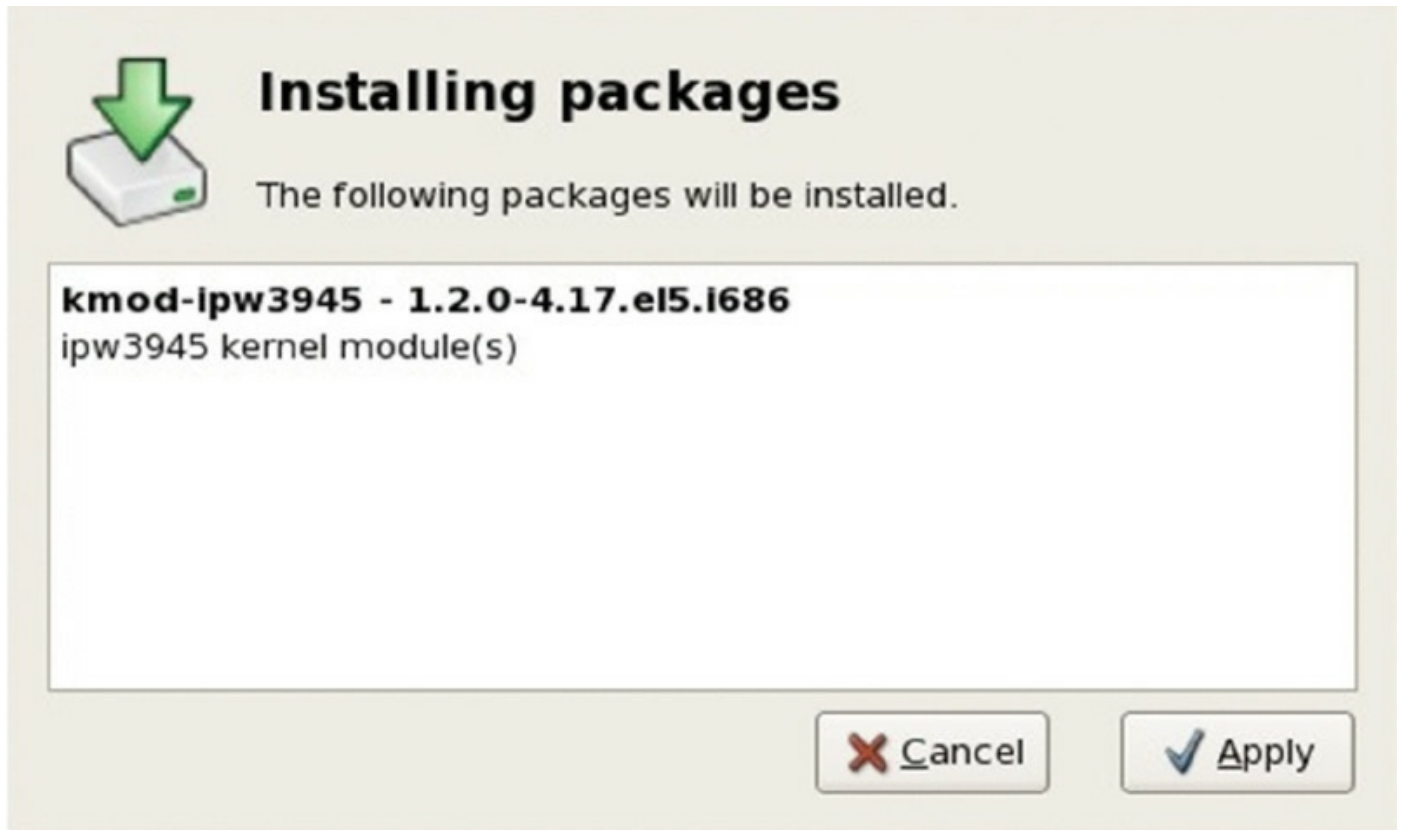 Installing packages
The following packages will be installed.
kmod-ipw3945 - 1.2.0-4.17.el5.i686
ipw3945 kernel module(s)
Cancel
Apply